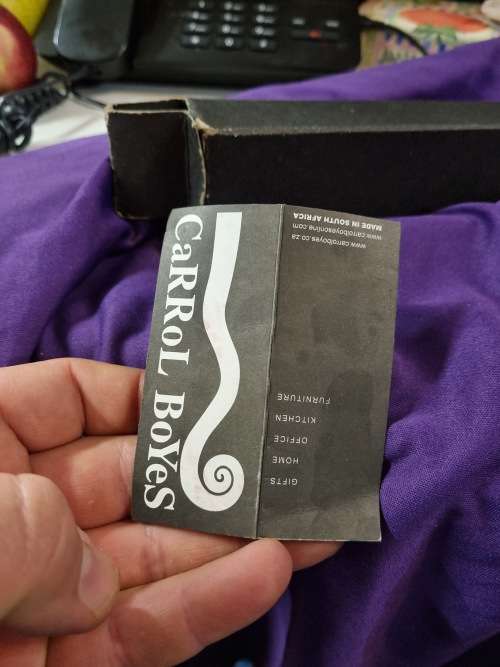 CaRRoL BoYeS
GIFTS
HOME
OFFICE
KITCHEN
FURNITURE
www.carrolboyes.co.za
www.carrolboyesonline.com
MADE IN SOUTH AFRICA